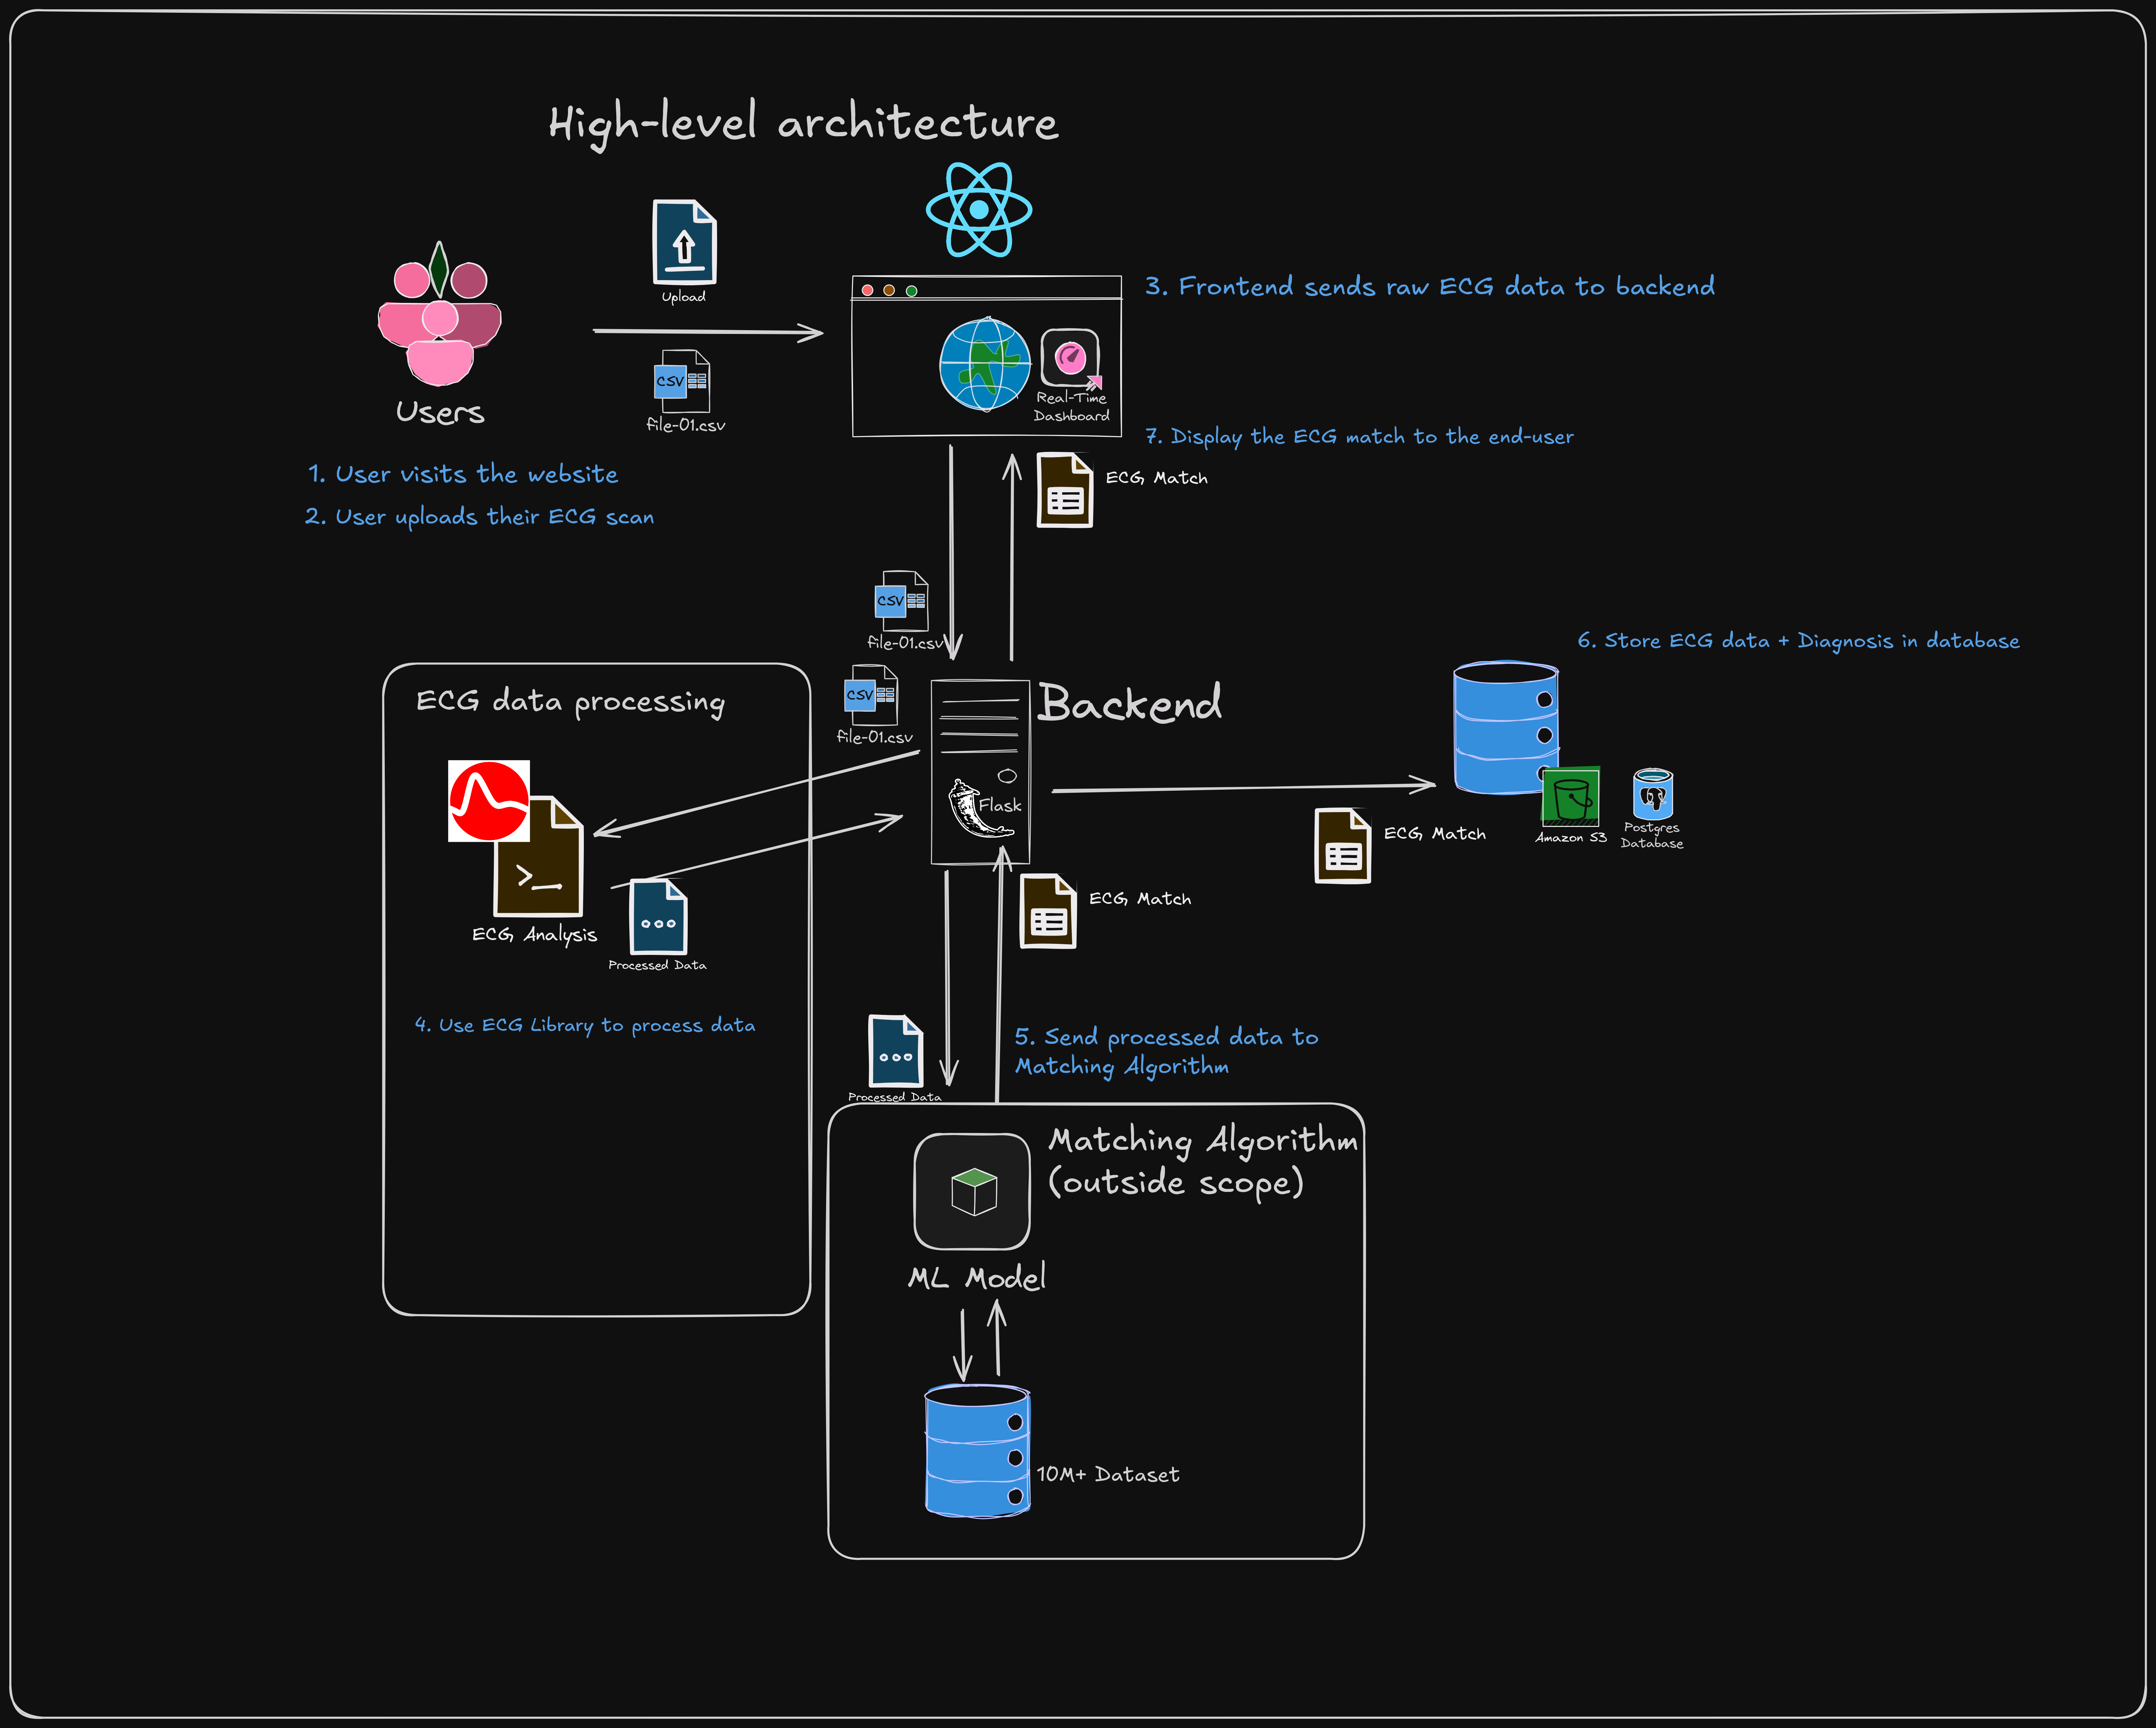 High-level architecture
Upload
CSV
file-01.csv
Users
1. User visits the website
2. User uploads their ECG scan
3. Frontend sends raw ECG data to backend
Real-Time
Dashboard
7. Display the ECG match to the end-user
ECG Match
CSV
file-01.csv
6. Store ECG data + Diagnosis in database
ECG data processing
CSV
file-01.csv
Backend
Flask
>_
ECG Analysis
Processed Data
4. Use ECG Library to process data
ECG Match
Amazon S3
Postgres
Database
ECG Match
Processed Data
5. Send processed data to
Matching Algorithm
Matching Algorithm
(outside scope)
ML Model
10M+ Dataset